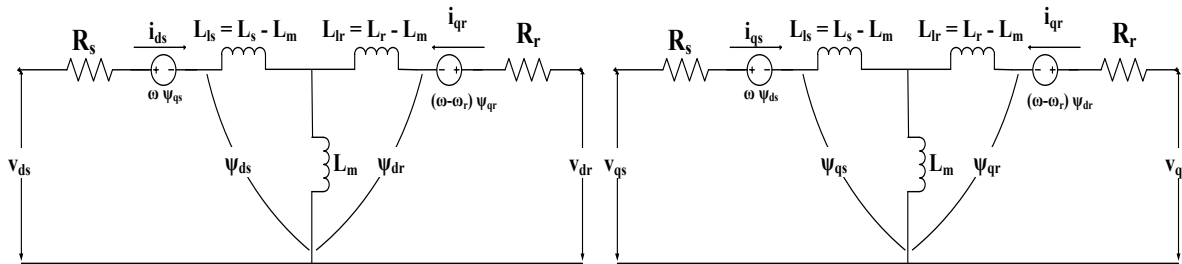 i_ds L_ls = L_s - L_m L_lr = L_r - L_m i_qr
R_s R_r
+ - - +
ω ψ_qs (ω-ω_r) ψ_qr
v_ds ψ_ds L_m ψ_dr v_dr
i_qs L_ls = L_s - L_m L_lr = L_r - L_m i_qr
R_s R_r
+ - - +
ω ψ_ds (ω-ω_r) ψ_dr
v_qs ψ_qs L_m ψ_qr v_q